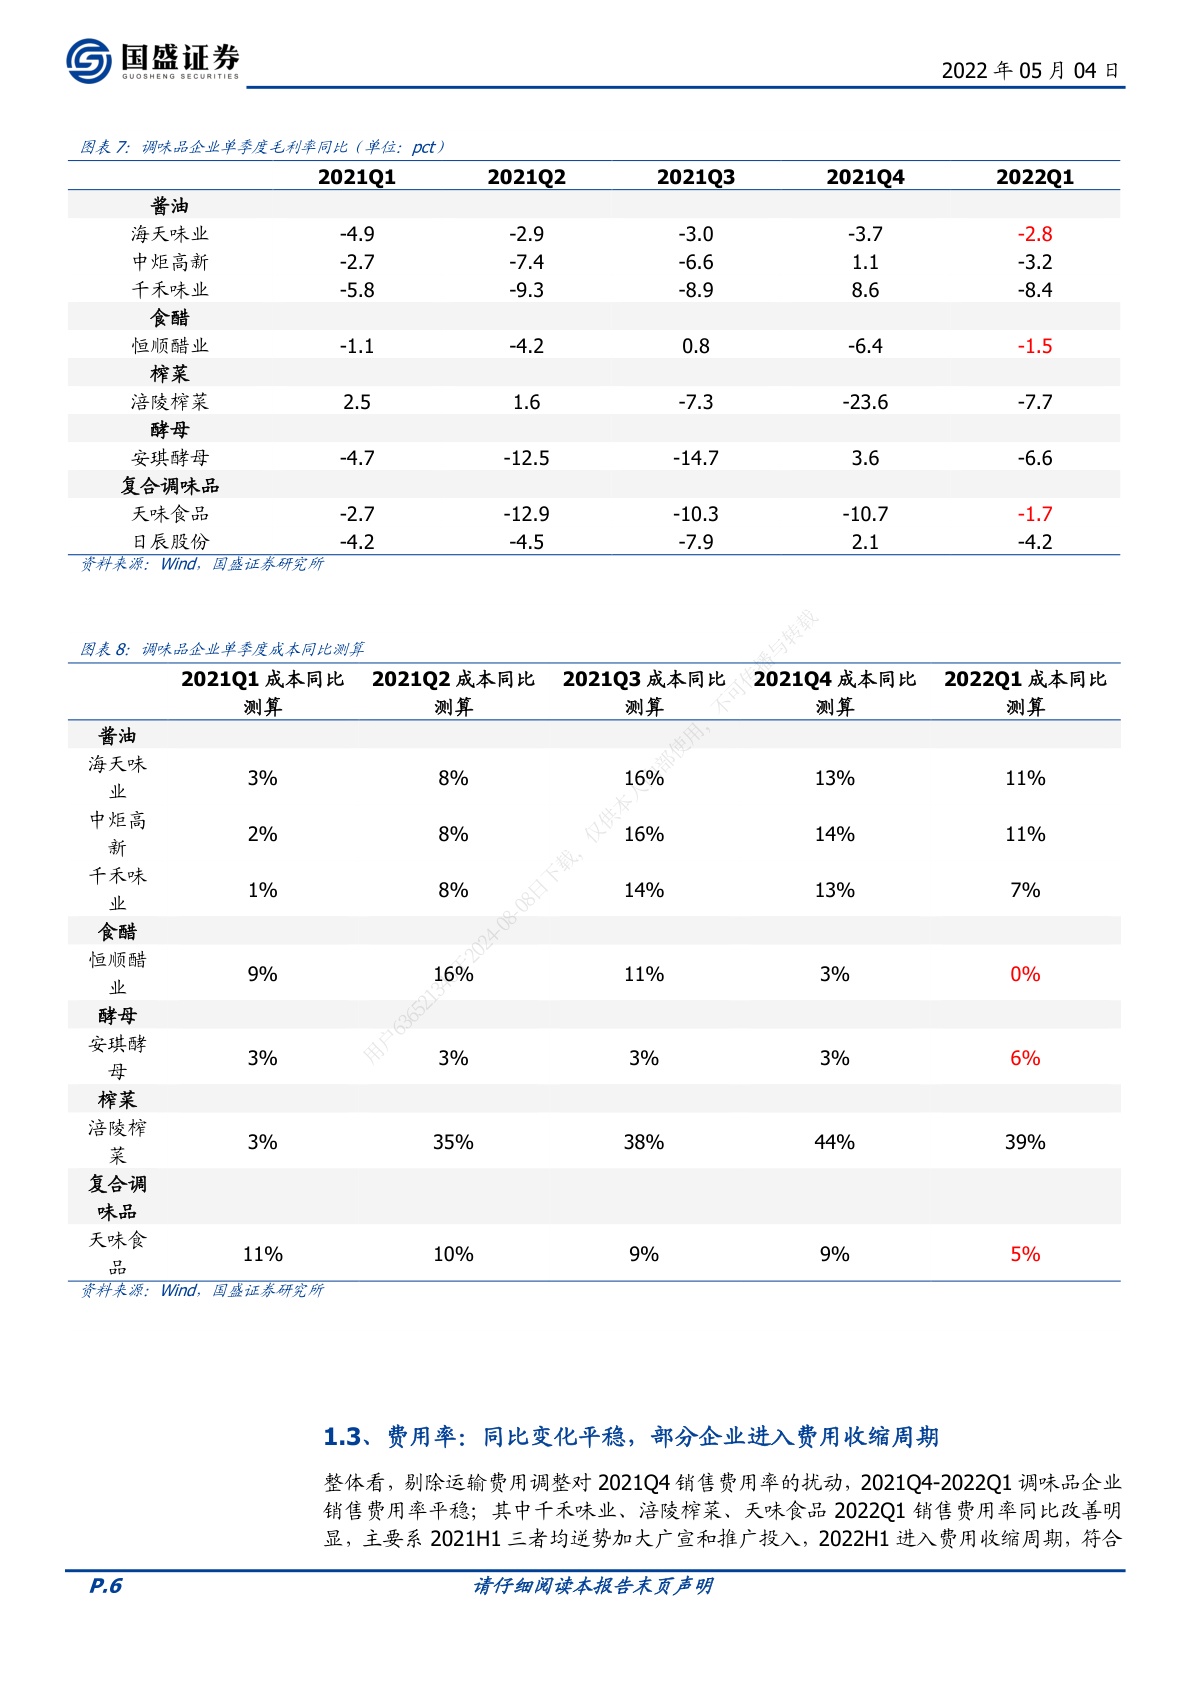 国盛证券
GUOSHENG SECURITIES
2022 年 05 月 04 日
图表 7：调味品企业单季度毛利率同比（单位：pct）
2021Q1 2021Q2 2021Q3 2021Q4 2022Q1
酱油
海天味业 -4.9 -2.9 -3.0 -3.7 -2.8
中炬高新 -2.7 -7.4 -6.6 1.1 -3.2
千禾味业 -5.8 -9.3 -8.9 8.6 -8.4
食醋
恒顺醋业 -1.1 -4.2 0.8 -6.4 -1.5
榨菜
涪陵榨菜 2.5 1.6 -7.3 -23.6 -7.7
酵母
安琪酵母 -4.7 -12.5 -14.7 3.6 -6.6
复合调味品
天味食品 -2.7 -12.9 -10.3 -10.7 -1.7
日辰股份 -4.2 -4.5 -7.9 2.1 -4.2
资料来源：Wind，国盛证券研究所
图表 8：调味品企业单季度成本同比测算
2021Q1 成本同比 2021Q2 成本同比 2021Q3 成本同比 2021Q4 成本同比 2022Q1 成本同比
测算 测算 测算 测算 测算
酱油
海天味
业 3% 8% 16% 13% 11%
中炬高
新 2% 8% 16% 14% 11%
千禾味
业 1% 8% 14% 13% 7%
食醋
恒顺醋
业 9% 16% 11% 3% 0%
酵母
安琪酵
母 3% 3% 3% 3% 6%
榨菜
涪陵榨
菜 3% 35% 38% 44% 39%
复合调
味品
天味食
品 11% 10% 9% 9% 5%
资料来源：Wind，国盛证券研究所
1.3、费用率：同比变化平稳，部分企业进入费用收缩周期
整体看，剔除运输费用调整对 2021Q4 销售费用率的扰动，2021Q4-2022Q1 调味品企业
销售费用率平稳；其中千禾味业、涪陵榨菜、天味食品 2022Q1 销售费用率同比改善明
显，主要系 2021H1 三者均逆势加大广宣和推广投入，2022H1 进入费用收缩周期，符合
P.6 请仔细阅读本报告末页声明